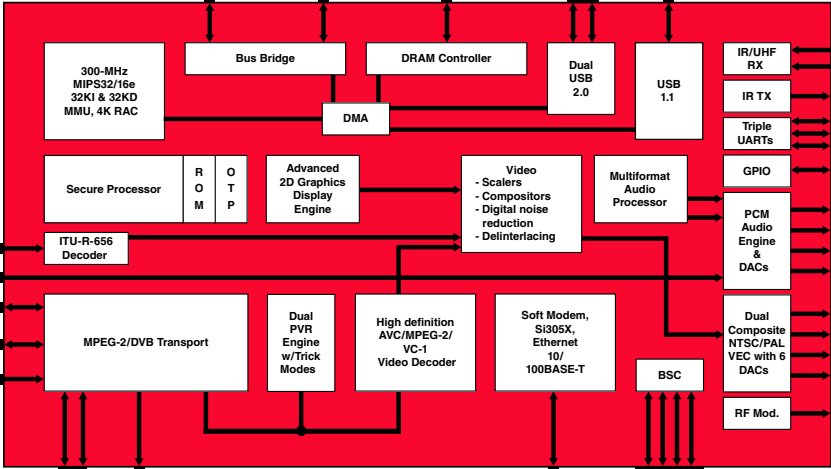 300-MHz
MIPS32/16e
32KI & 32KD
MMU, 4K RAC
Bus Bridge
DRAM Controller
DMA
Dual
USB
2.0
USB
1.1
IR/UHF
RX
IR TX
Triple
UARTs
GPIO
Secure Processor
R
O
M
O
T
P
Advanced
2D Graphics
Display
Engine
Video
- Scalers
- Compositors
- Digital noise
reduction
- Delinterlacing
Multiformat
Audio
Processor
PCM
Audio
Engine
&
DACs
ITU-R-656
Decoder
MPEG-2/DVB Transport
Dual
PVR
Engine
w/Trick
Modes
High definition
AVC/MPEG-2/
VC-1
Video Decoder
Soft Modem,
Si305X,
Ethernet
10/
100BASE-T
BSC
Dual
Composite
NTSC/PAL
VEC with 6
DACs
RF Mod.